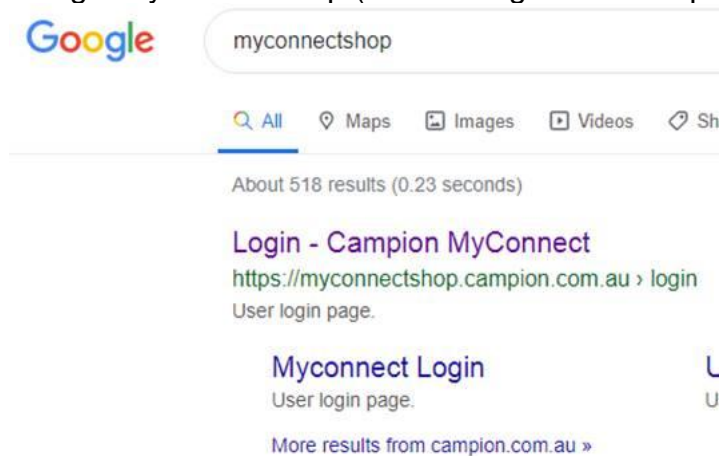 Google
myconnectshop
All Maps Images Videos
About 518 results (0.23 seconds)
Login - Campion MyConnect
https://myconnectshop.campion.com.au › login
User login page.
Myconnect Login
User login page.
More results from campion.com.au »